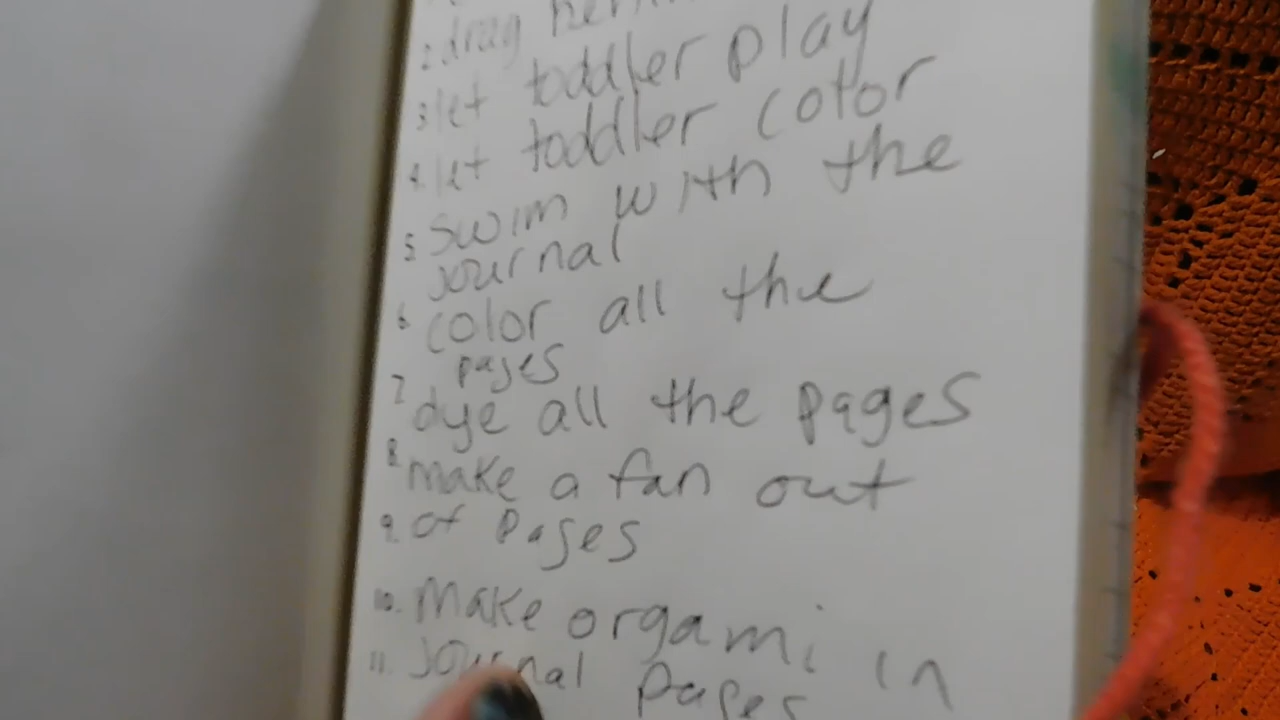 2. drag
3. let toddler play
4. let toddler color
5. swim with the
journal
6. color all the
pages
7. dye all the pages
8. make a fan out
9. of pages
10. make orgami in
11. journal pages